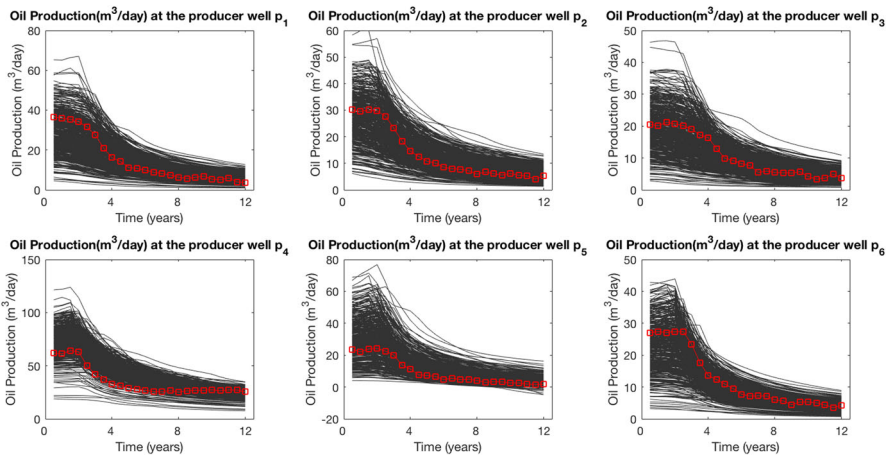 Oil Production(m³/day) at the producer well p₁
80
60
40
20
0
Oil Production (m³/day)
0 4 8 12
Time (years)
Oil Production(m³/day) at the producer well p₂
60
50
40
30
20
10
0
Oil Production (m³/day)
0 4 8 12
Time (years)
Oil Production(m³/day) at the producer well p₃
50
40
30
20
10
0
Oil Production (m³/day)
0 4 8 12
Time (years)
Oil Production(m³/day) at the producer well p₄
150
100
50
0
Oil Production (m³/day)
0 4 8 12
Time (years)
Oil Production(m³/day) at the producer well p₅
80
60
40
20
0
-20
Oil Production (m³/day)
0 4 8 12
Time (years)
Oil Production(m³/day) at the producer well p₆
50
40
30
20
10
0
Oil Production (m³/day)
0 4 8 12
Time (years)